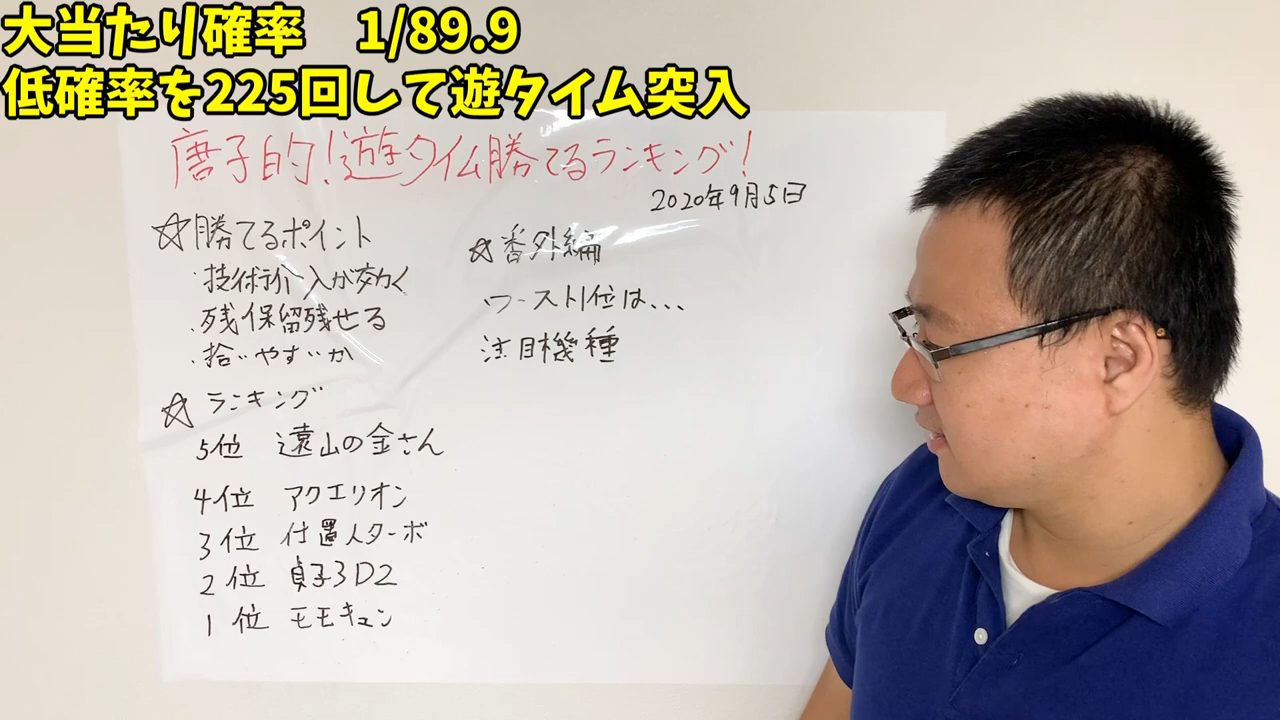 大当たり確率 1/89.9
低確率を225回して遊タイム突入
唐子的!遊タイム勝てるランキング!
2020年9月5日
☆勝てるポイント
・技術介入が効く
・残保留残せる
・拾いやすいか
☆ランキング
5位 遠山の金さん
4位 アクエリオン
3位 仕置人ターボ
2位 貞子3D2
1位 モモキュン
☆番外編
ワースト1位は...
注目機種